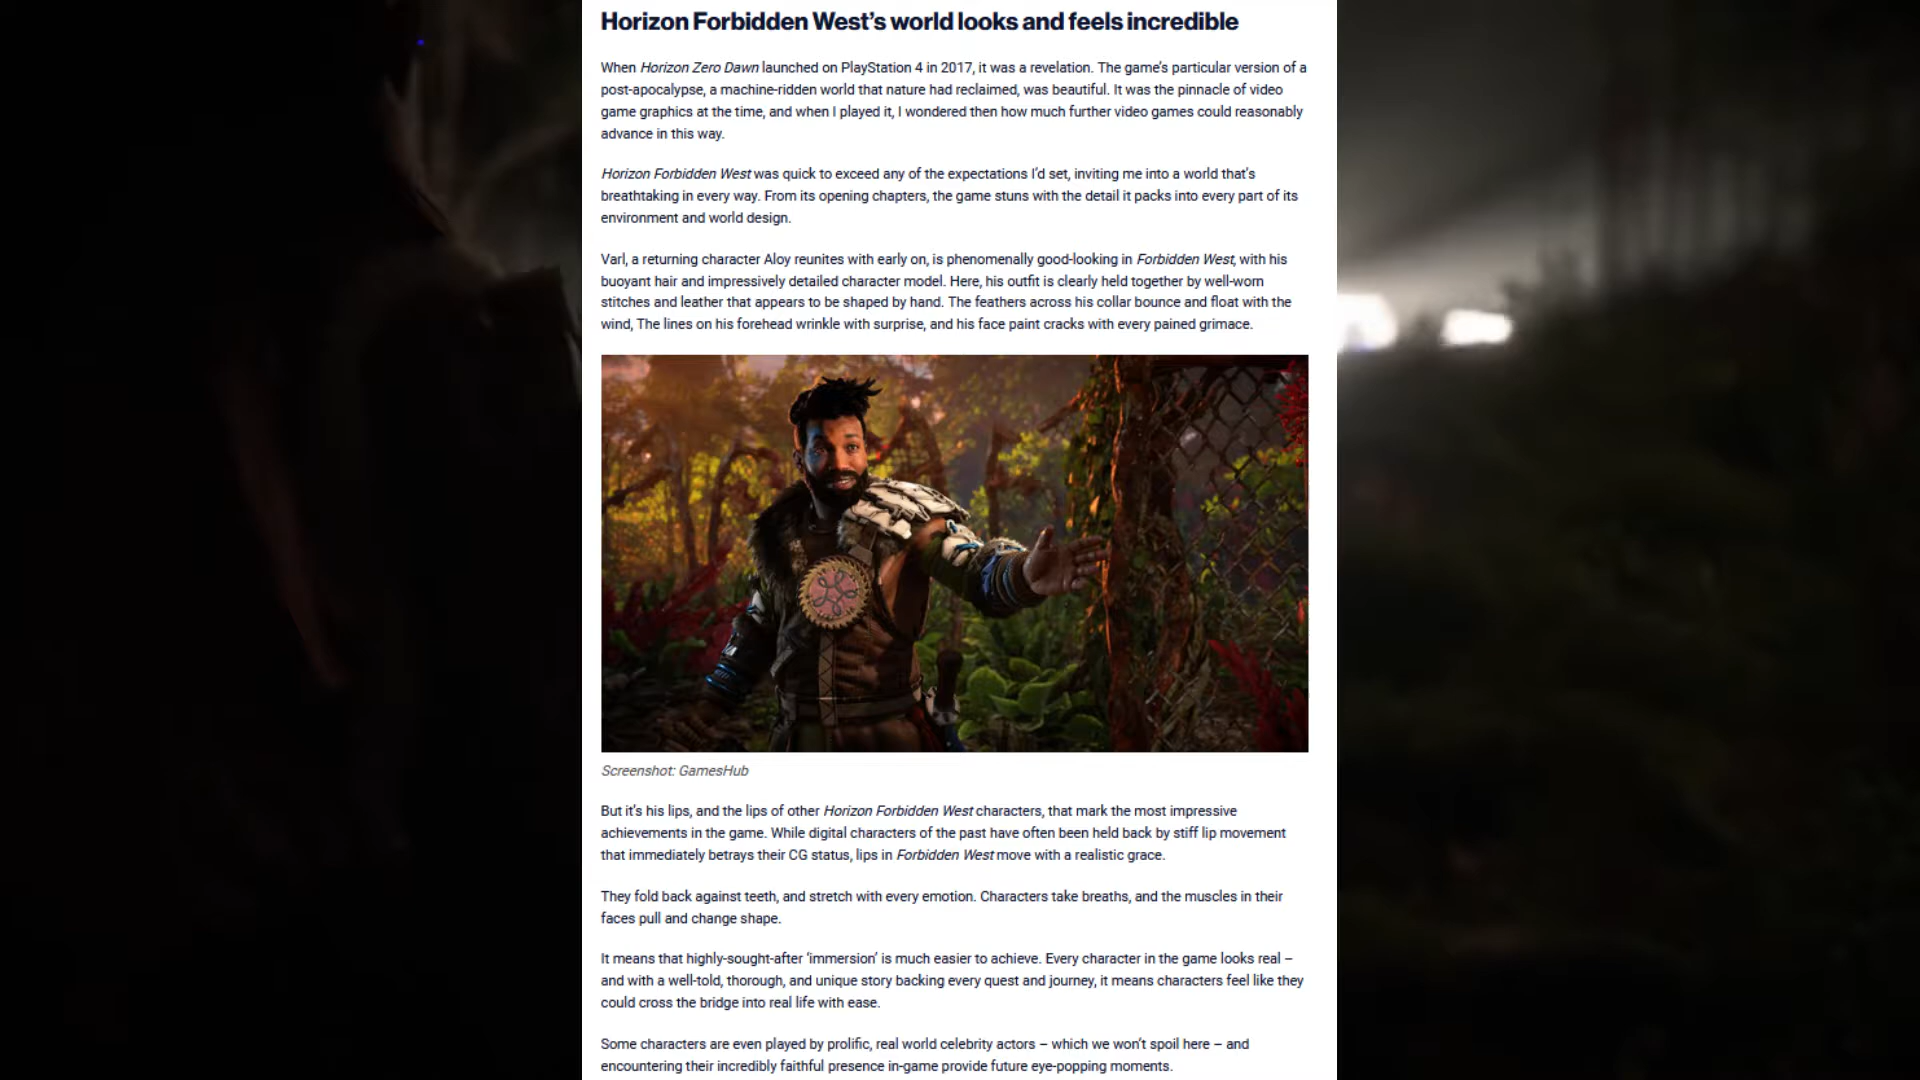 Horizon Forbidden West’s world looks and feels incredible
When Horizon Zero Dawn launched on PlayStation 4 in 2017, it was a revelation. The game’s particular version of a
post-apocalypse, a machine-ridden world that nature had reclaimed, was beautiful. It was the pinnacle of video
game graphics at the time, and when I played it, I wondered then how much further video games could reasonably
advance in this way.
Horizon Forbidden West was quick to exceed any of the expectations I’d set, inviting me into a world that’s
breathtaking in every way. From its opening chapters, the game stuns with the detail it packs into every part of its
environment and world design.
Varl, a returning character Aloy reunites with early on, is phenomenally good-looking in Forbidden West, with his
buoyant hair and impressively detailed character model. Here, his outfit is clearly held together by well-worn
stitches and leather that appears to be shaped by hand. The feathers across his collar bounce and float with the
wind, The lines on his forehead wrinkle with surprise, and his face paint cracks with every pained grimace.
Screenshot: GamesHub
But it’s his lips, and the lips of other Horizon Forbidden West characters, that mark the most impressive
achievements in the game. While digital characters of the past have often been held back by stiff lip movement
that immediately betrays their CG status, lips in Forbidden West move with a realistic grace.
They fold back against teeth, and stretch with every emotion. Characters take breaths, and the muscles in their
faces pull and change shape.
It means that highly-sought-after ‘immersion’ is much easier to achieve. Every character in the game looks real –
and with a well-told, thorough, and unique story backing every quest and journey, it means characters feel like they
could cross the bridge into real life with ease.
Some characters are even played by prolific, real world celebrity actors – which we won’t spoil here – and
encountering their incredibly faithful presence in-game provide future eye-popping moments.